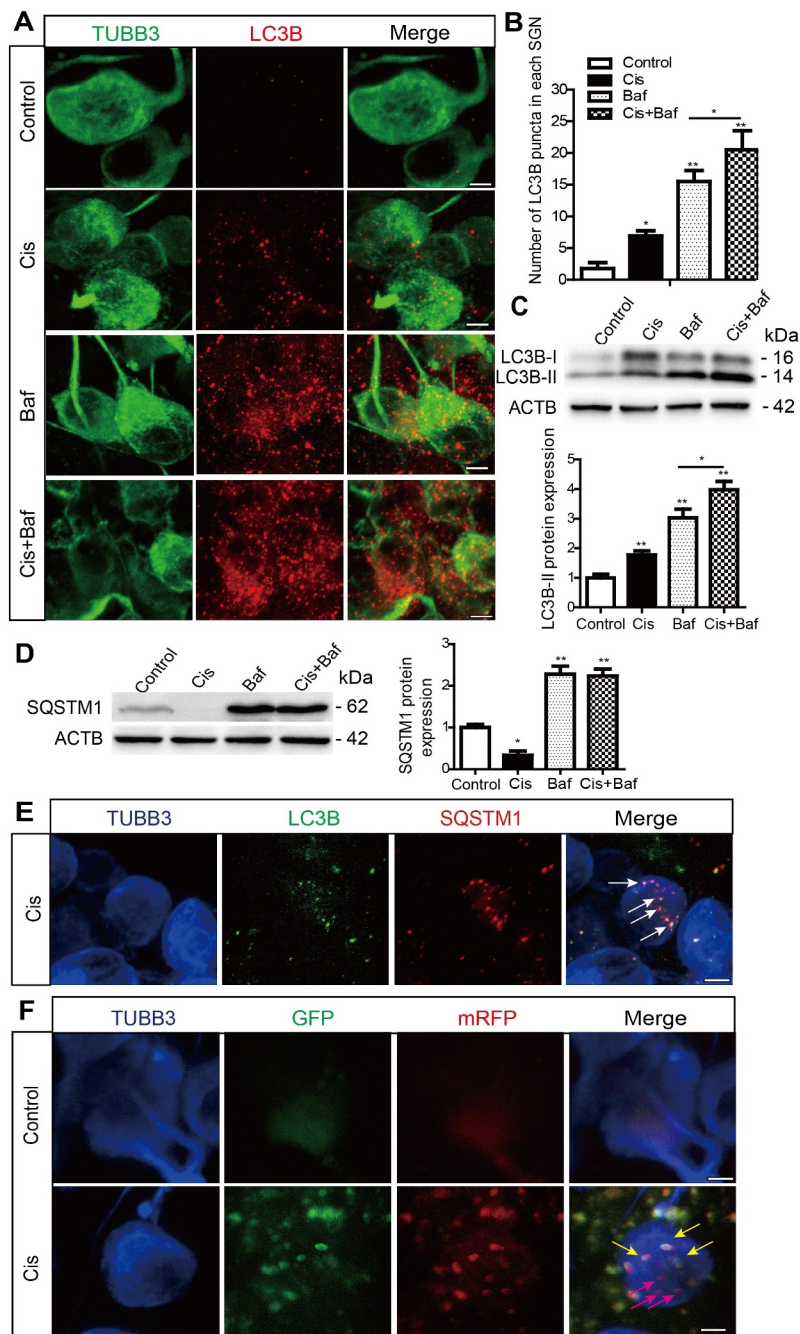 A
TUBB3 LC3B Merge
Control
Cis
Baf
Cis+Baf
B
Control
Cis
Baf
Cis+Baf
Number of LC3B puncta in each SGN
30
25
20
15
10
5
0
*
**
*
**
C
Control Cis Baf Cis+Baf kDa
LC3B-I - 16
LC3B-II - 14
ACTB - 42
LC3B-II protein expression
5
4
3
2
1
0
**
**
*
**
Control Cis Baf Cis+Baf
D
Control Cis Baf Cis+Baf kDa
SQSTM1 - 62
ACTB - 42
SQSTM1 protein
expression
3
2
1
0
*
**
**
Control Cis Baf Cis+Baf
E
TUBB3 LC3B SQSTM1 Merge
Cis
F
TUBB3 GFP mRFP Merge
Control
Cis